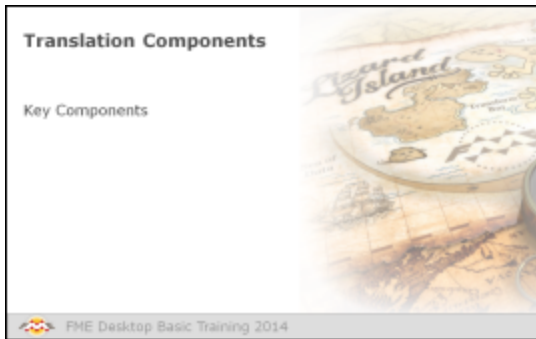 Translation Components
Key Components
Lizard
Island
FME Desktop Basic Training 2014